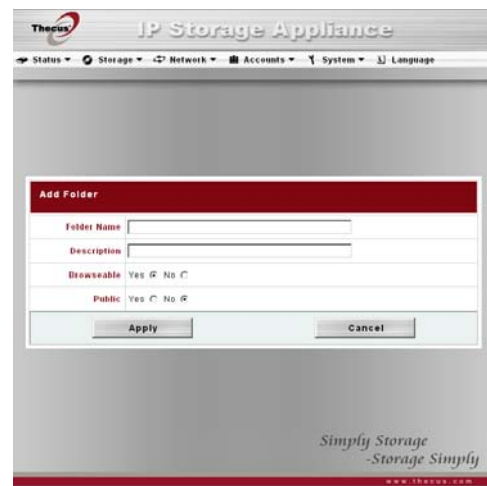 Thecus
IP Storage Appliance
Status Storage Network Accounts System Language
Add Folder
Folder Name
Description
Browseable Yes No
Public Yes No
Apply Cancel
Simply Storage
-Storage Simply
www.thecus.com